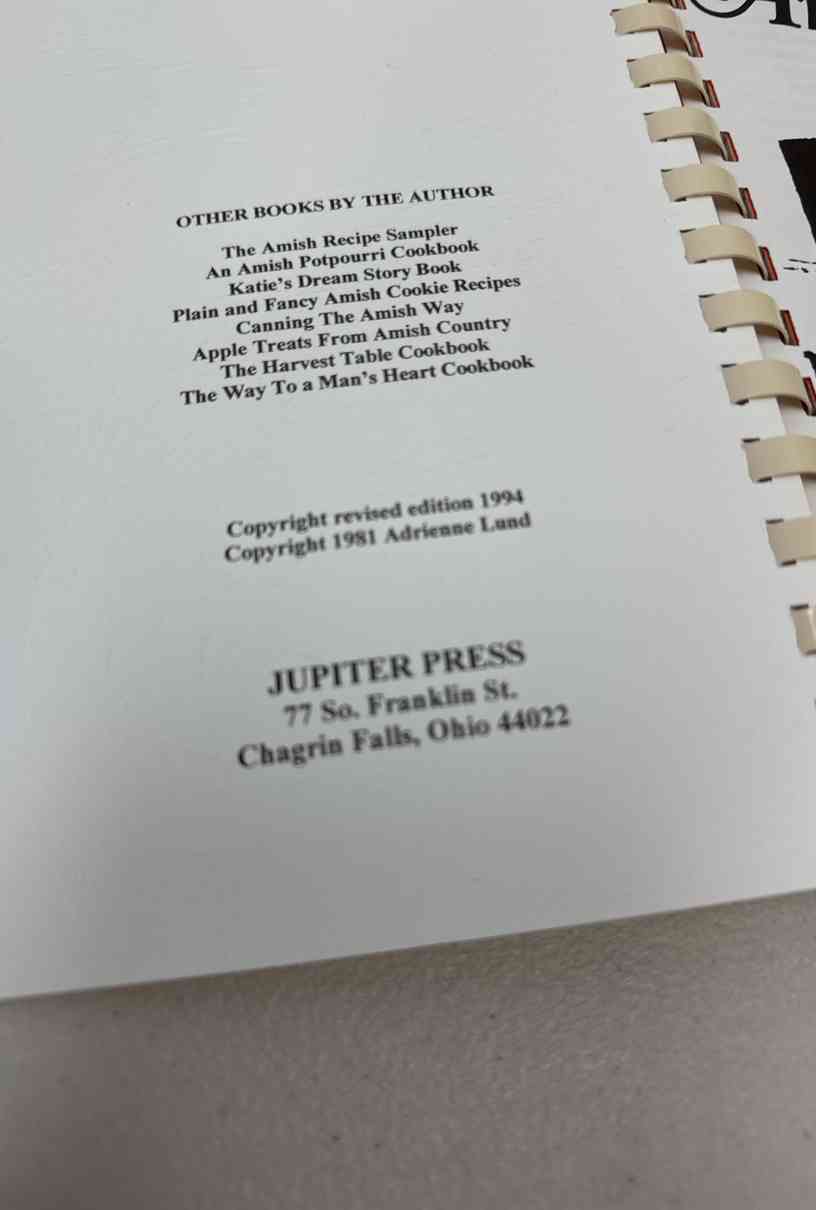 OTHER BOOKS BY THE AUTHOR
The Amish Recipe Sampler
An Amish Potpourri Cookbook
Katie's Dream Story Book
Plain and Fancy Amish Cookie Recipes
Canning The Amish Way
Apple Treats From Amish Country
The Harvest Table Cookbook
The Way To a Man's Heart Cookbook
Copyright revised edition 1994
Copyright 1981 Adrienne Lund
JUPITER PRESS
77 So. Franklin St.
Chagrin Falls, Ohio 44022